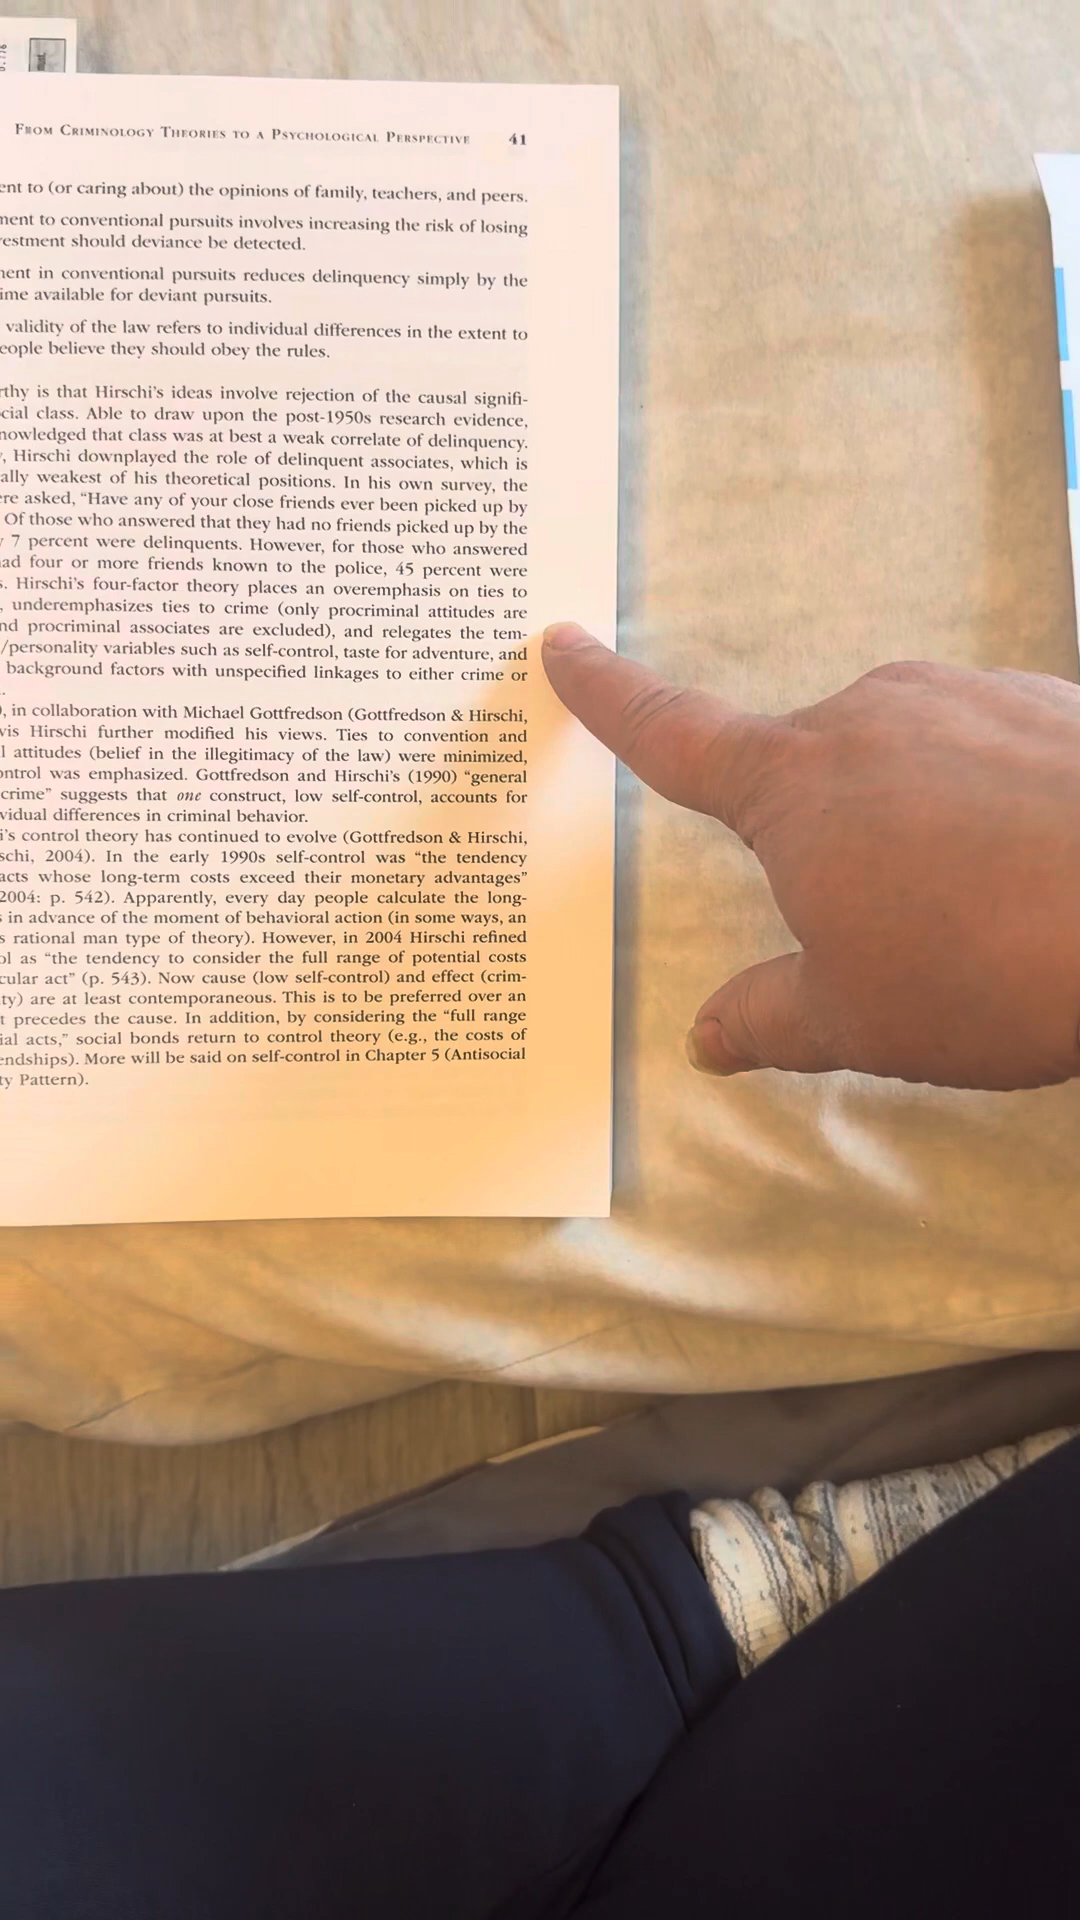 FROM CRIMINOLOGY THEORIES TO A PSYCHOLOGICAL PERSPECTIVE 41
ent to (or caring about) the opinions of family, teachers, and peers.
ment to conventional pursuits involves increasing the risk of losing
estment should deviance be detected.
ment in conventional pursuits reduces delinquency simply by the
ime available for deviant pursuits.
validity of the law refers to individual differences in the extent to
eople believe they should obey the rules.
rthy is that Hirschi's ideas involve rejection of the causal signifi-
cial class. Able to draw upon the post-1950s research evidence,
nowledged that class was at best a weak correlate of delinquency.
, Hirschi downplayed the role of delinquent associates, which is
ally weakest of his theoretical positions. In his own survey, the
ere asked, “Have any of your close friends ever been picked up by
Of those who answered that they had no friends picked up by the
7 percent were delinquents. However, for those who answered
ad four or more friends known to the police, 45 percent were
s. Hirschi's four-factor theory places an overemphasis on ties to
, underemphasizes ties to crime (only procriminal attitudes are
nd procriminal associates are excluded), and relegates the tem-
/personality variables such as self-control, taste for adventure, and
background factors with unspecified linkages to either crime or
.
), in collaboration with Michael Gottfredson (Gottfredson & Hirschi,
vis Hirschi further modified his views. Ties to convention and
l attitudes (belief in the illegitimacy of the law) were minimized,
ontrol was emphasized. Gottfredson and Hirschi's (1990) “general
crime” suggests that one construct, low self-control, accounts for
vidual differences in criminal behavior.
i's control theory has continued to evolve (Gottfredson & Hirschi,
schi, 2004). In the early 1990s self-control was “the tendency
acts whose long-term costs exceed their monetary advantages”
2004: p. 542). Apparently, every day people calculate the long-
s in advance of the moment of behavioral action (in some ways, an
s rational man type of theory). However, in 2004 Hirschi refined
ol as “the tendency to consider the full range of potential costs
cular act” (p. 543). Now cause (low self-control) and effect (crim-
ty) are at least contemporaneous. This is to be preferred over an
t precedes the cause. In addition, by considering the “full range
ial acts,” social bonds return to control theory (e.g., the costs of
endships). More will be said on self-control in Chapter 5 (Antisocial
ty Pattern).